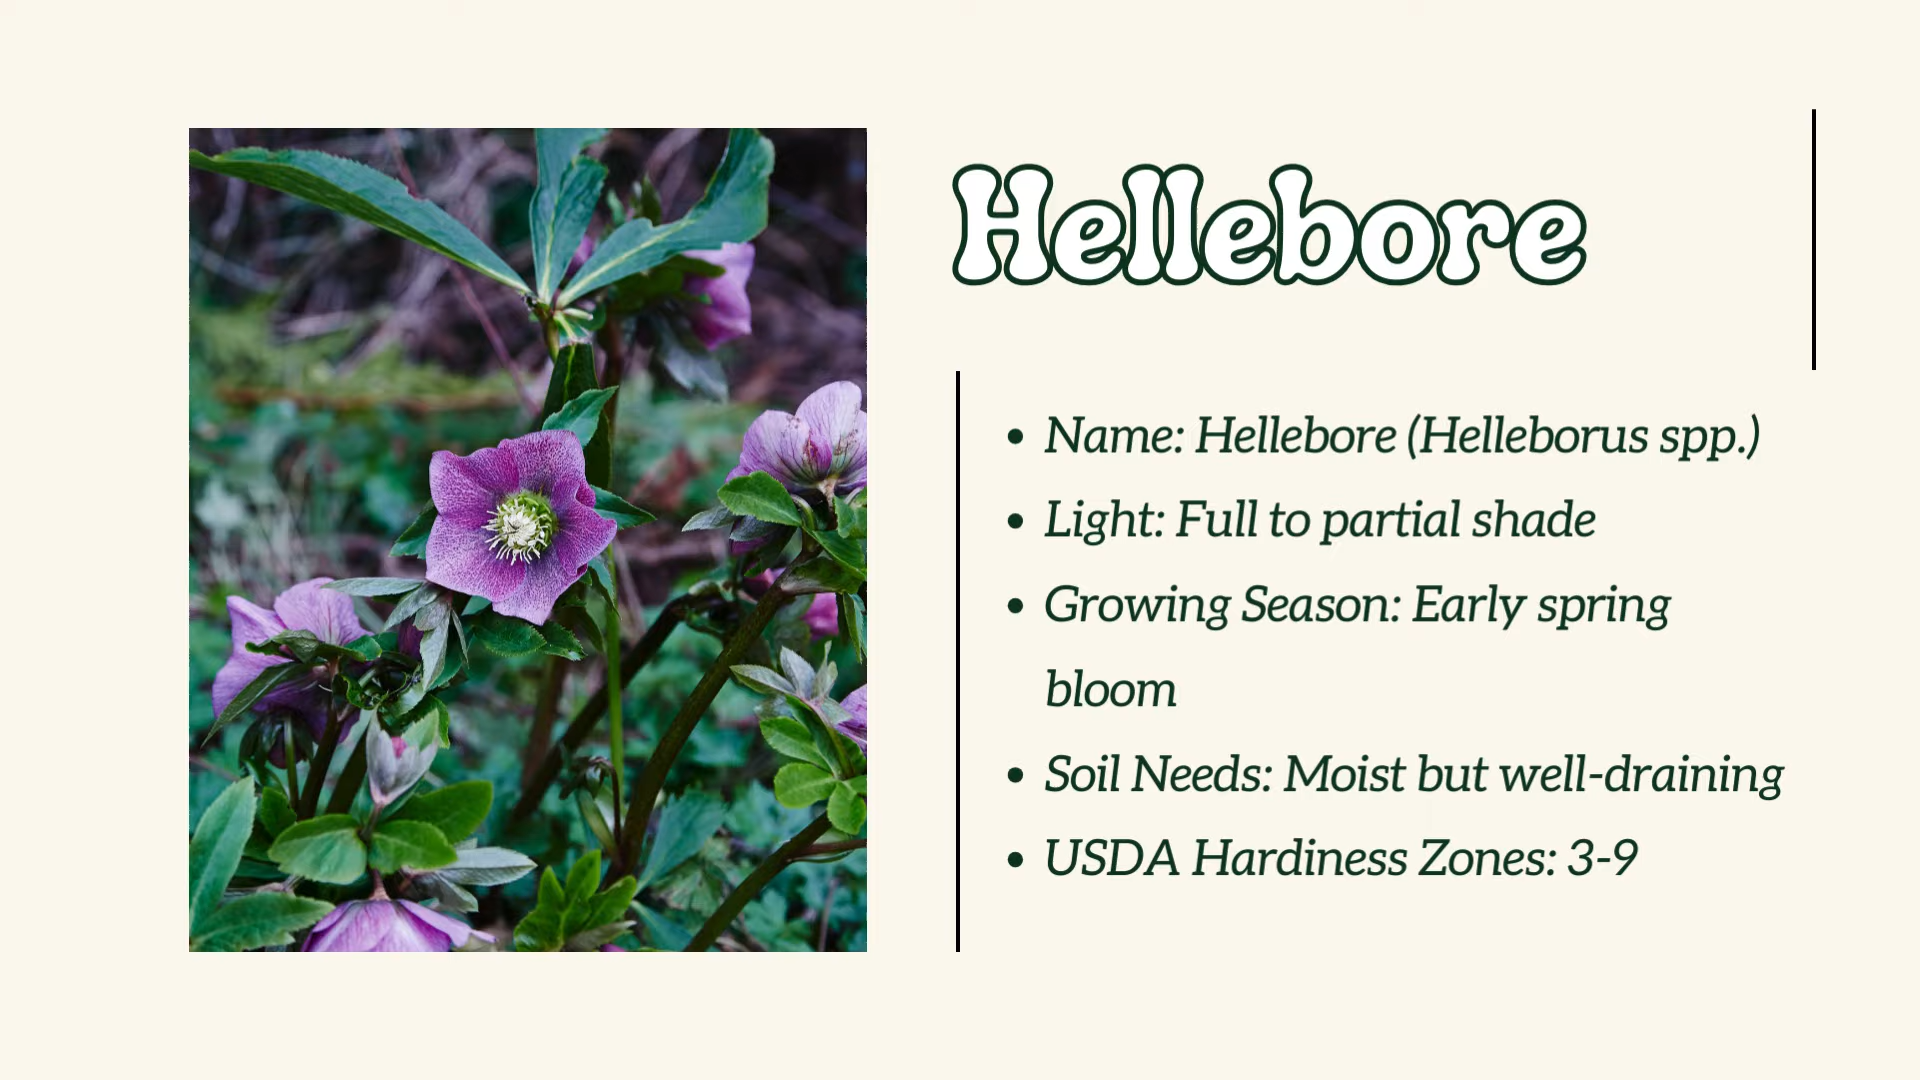 Hellebore
• Name: Hellebore (Helleborus spp.)
• Light: Full to partial shade
• Growing Season: Early spring
bloom
• Soil Needs: Moist but well-draining
• USDA Hardiness Zones: 3-9